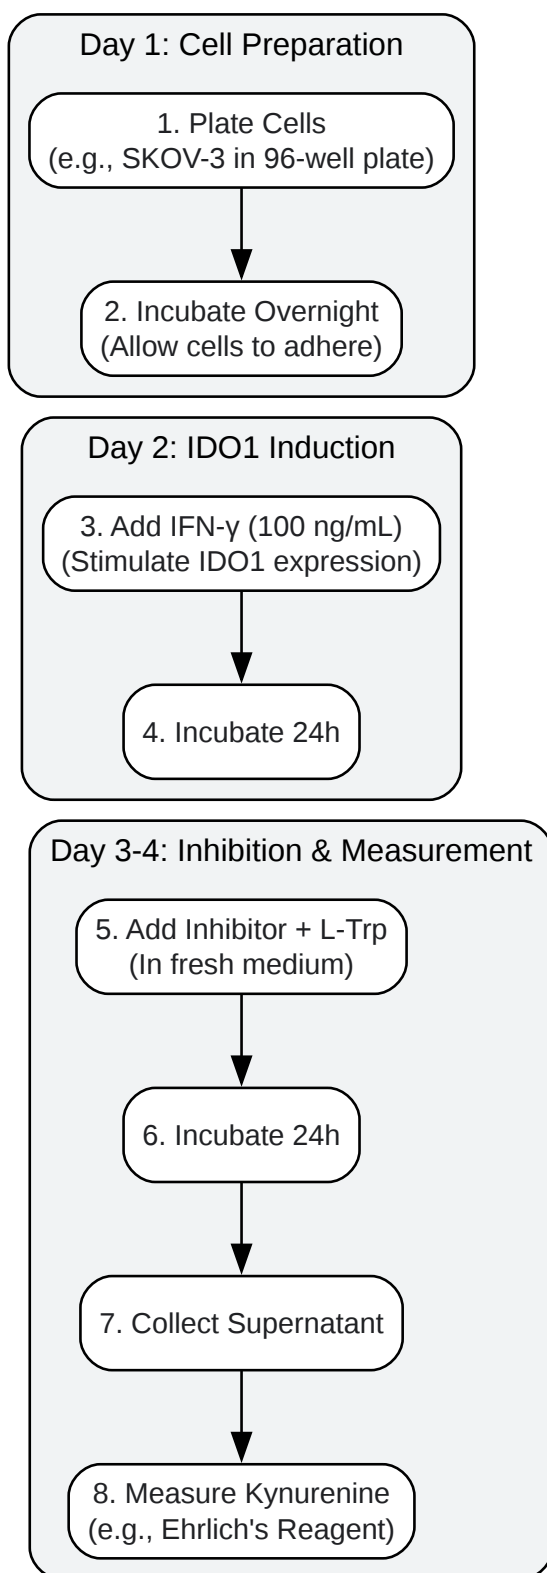 Day 1: Cell Preparation
1. Plate Cells
(e.g., SKOV-3 in 96-well plate)
2. Incubate Overnight
(Allow cells to adhere)
Day 2: IDO1 Induction
3. Add IFN-γ (100 ng/mL)
(Stimulate IDO1 expression)
4. Incubate 24h
Day 3-4: Inhibition & Measurement
5. Add Inhibitor + L-Trp
(In fresh medium)
6. Incubate 24h
7. Collect Supernatant
8. Measure Kynurenine
(e.g., Ehrlich's Reagent)